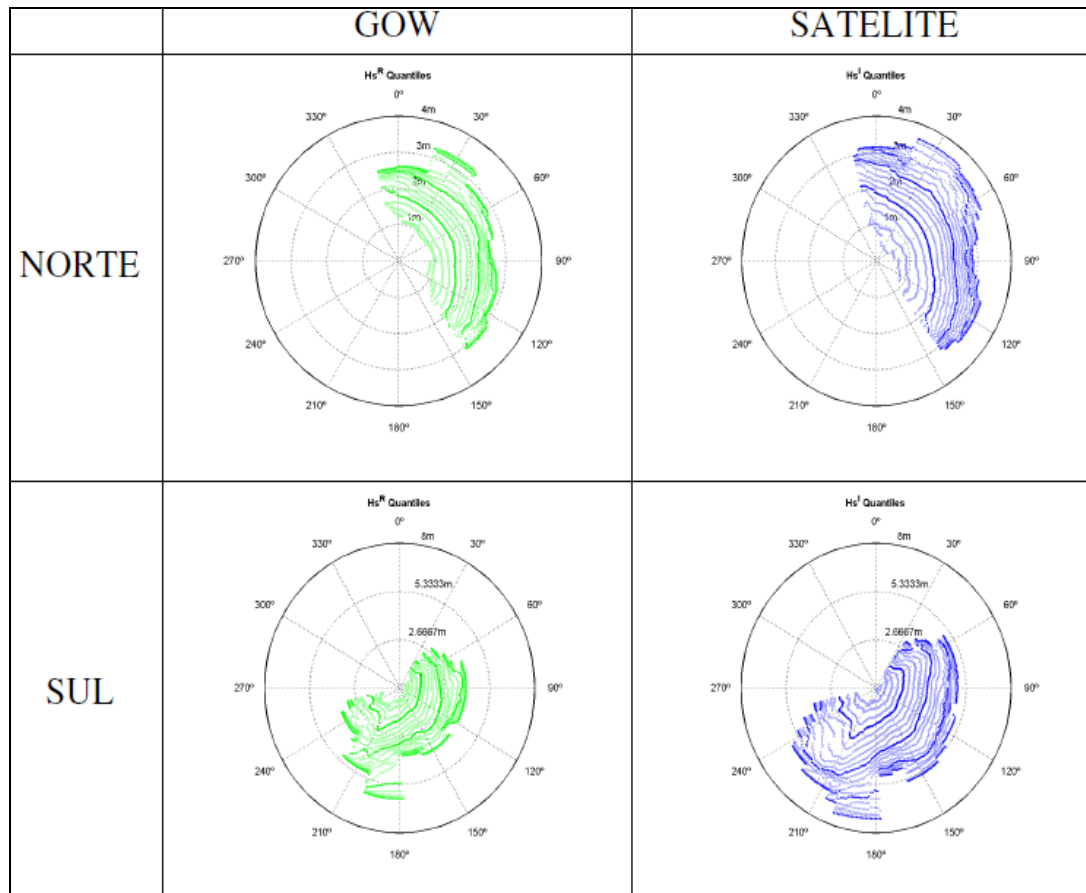 GOW SATELITE
NORTE
Hs^R Quantiles
0º
4m
330º 30º
3m
300º 60º
2m
1m
270º 90º
240º 120º
210º 150º
180º
Hs^I Quantiles
0º
4m
330º 30º
3m
300º 60º
2m
1m
270º 90º
240º 120º
210º 150º
180º
SUL
Hs^R Quantiles
0º
8m
330º 30º
5.3333m
300º 60º
2.6667m
270º 90º
240º 120º
210º 150º
180º
Hs^I Quantiles
0º
8m
330º 30º
5.3333m
300º 60º
2.6667m
270º 90º
240º 120º
210º 150º
180º